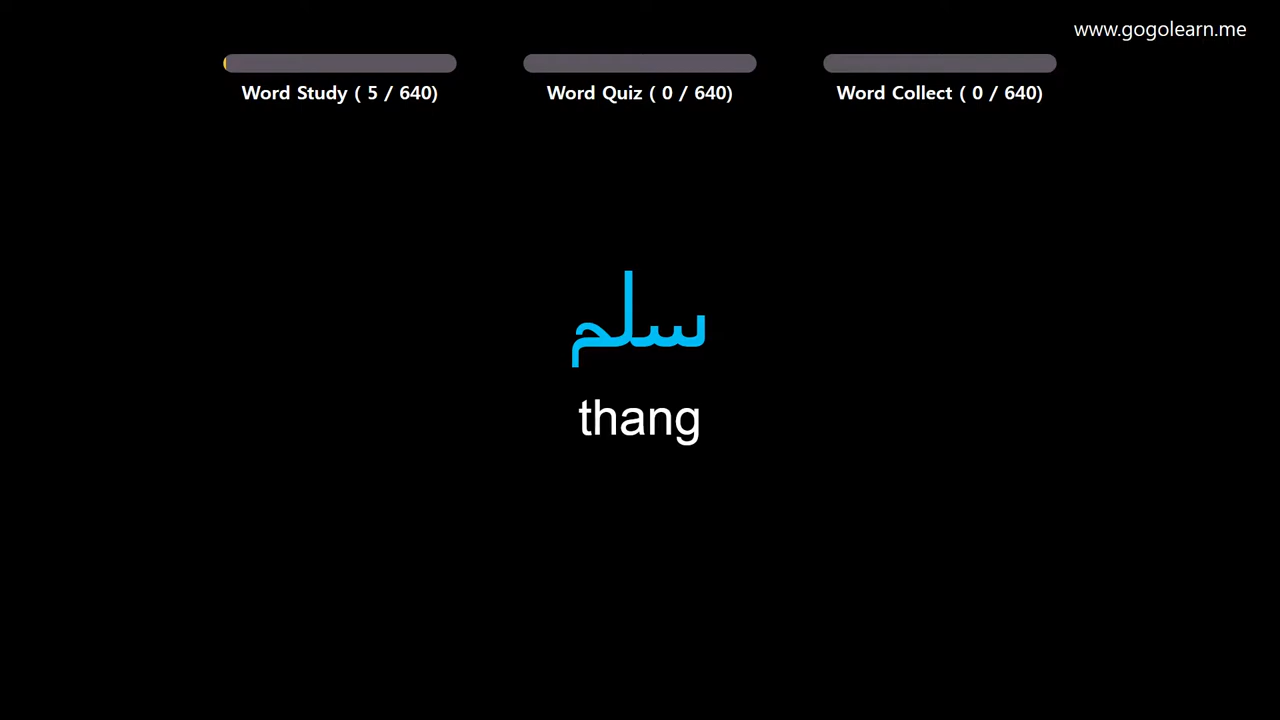 www.gogolearn.me
Word Study ( 5 / 640)
Word Quiz ( 0 / 640)
Word Collect ( 0 / 640)
سلم
thang